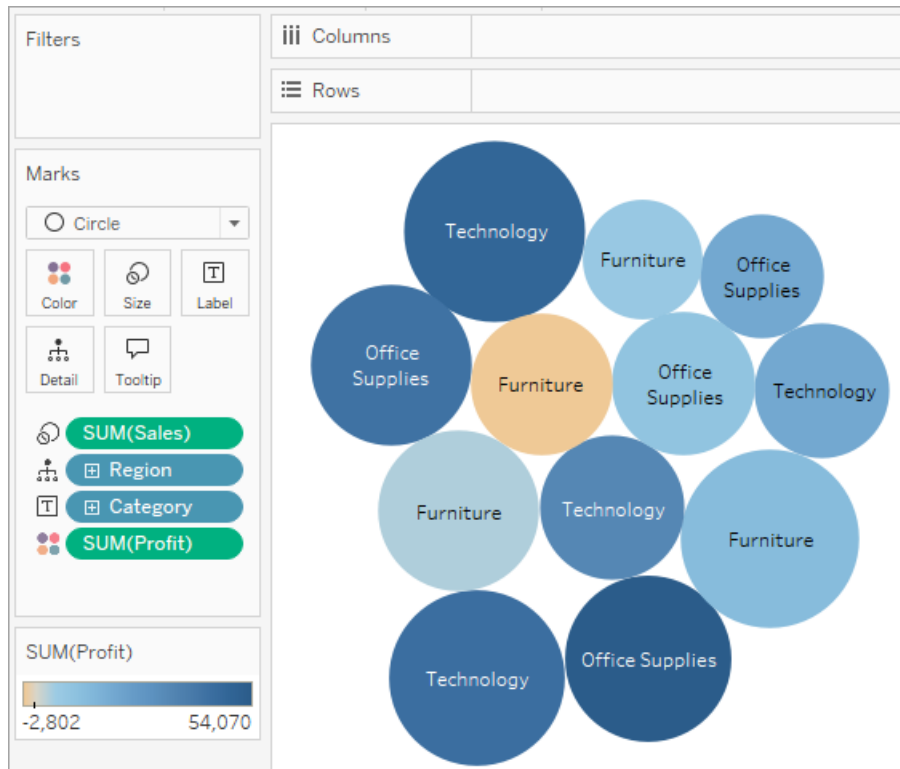 Filters
Columns
Rows
Marks
Circle
Color
Size
Label
Detail
Tooltip
SUM(Sales)
Region
Category
SUM(Profit)
SUM(Profit)
-2,802
54,070
Technology
Furniture
Office
Supplies
Office
Supplies
Furniture
Office
Supplies
Technology
Furniture
Technology
Furniture
Technology
Office Supplies